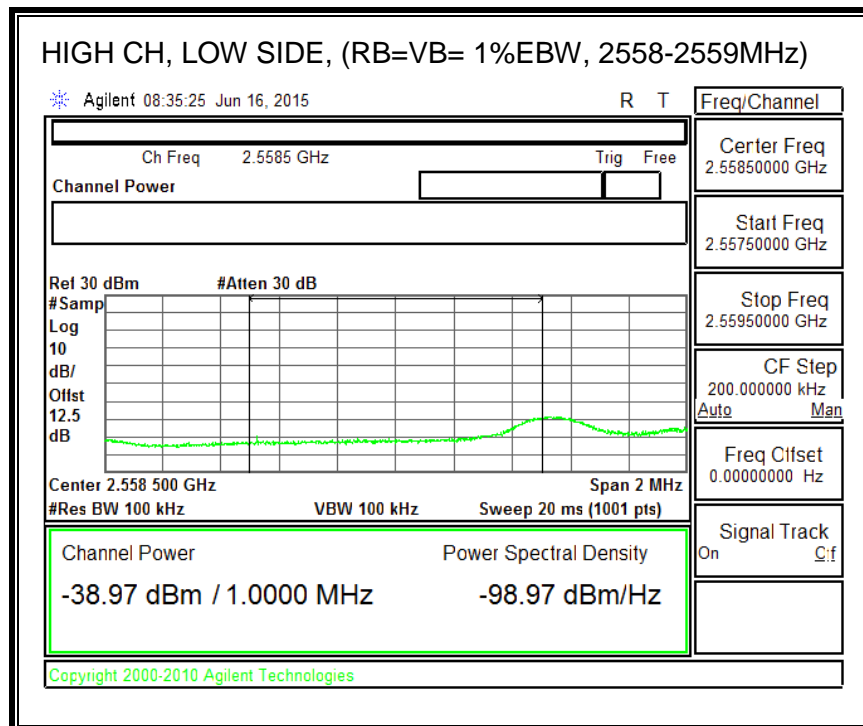 HIGH CH, LOW SIDE, (RB=VB= 1%EBW, 2558-2559MHz)
Agilent 08:35:25 Jun 16, 2015 R T
Freq/Channel
Ch Freq 2.5585 GHz Trig Free
Channel Power
Center Freq
2.55850000 GHz
Start Freq
2.55750000 GHz
Stop Freq
2.55950000 GHz
CF Step
200.000000 kHz
Auto Man
Freq Offset
0.00000000 Hz
Signal Track
On Off
Ref 30 dBm #Atten 30 dB
#Samp
Log
10
dB/
Offst
12.5
dB
Center 2.558 500 GHz Span 2 MHz
#Res BW 100 kHz VBW 100 kHz Sweep 20 ms (1001 pts)
Channel Power Power Spectral Density
-38.97 dBm / 1.0000 MHz -98.97 dBm/Hz
Copyright 2000-2010 Agilent Technologies